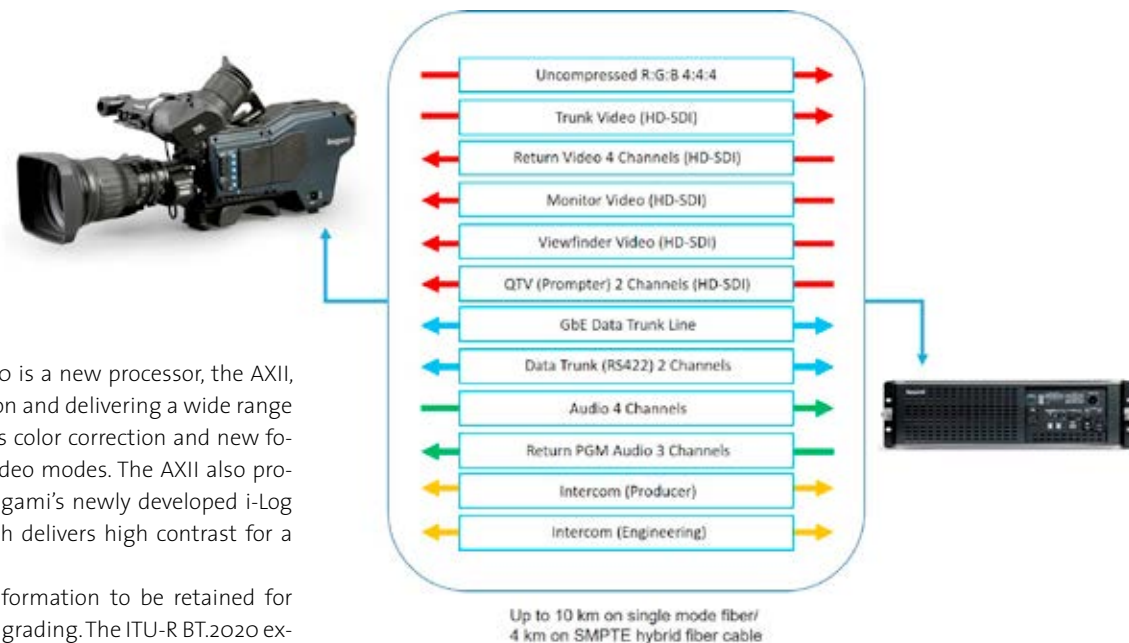 Uncompressed R:G:B 4:4:4
Trunk Video (HD-SDI)
Return Video 4 Channels (HD-SDI)
Monitor Video (HD-SDI)
Viewfinder Video (HD-SDI)
QTV (Prompter) 2 Channels (HD-SDI)
GbE Data Trunk Line
Data Trunk (RS422) 2 Channels
Audio 4 Channels
Return PGM Audio 3 Channels
Intercom (Producer)
Intercom (Engineering)
Up to 10 km on single mode fiber/
4 km on SMPTE hybrid fiber cable
o is a new processor, the AXII,
on and delivering a wide range
s color correction and new fo-
deo modes. The AXII also pro-
gami's newly developed i-Log
h delivers high contrast for a
formation to be retained for
grading. The ITU-R BT.2020 ex-